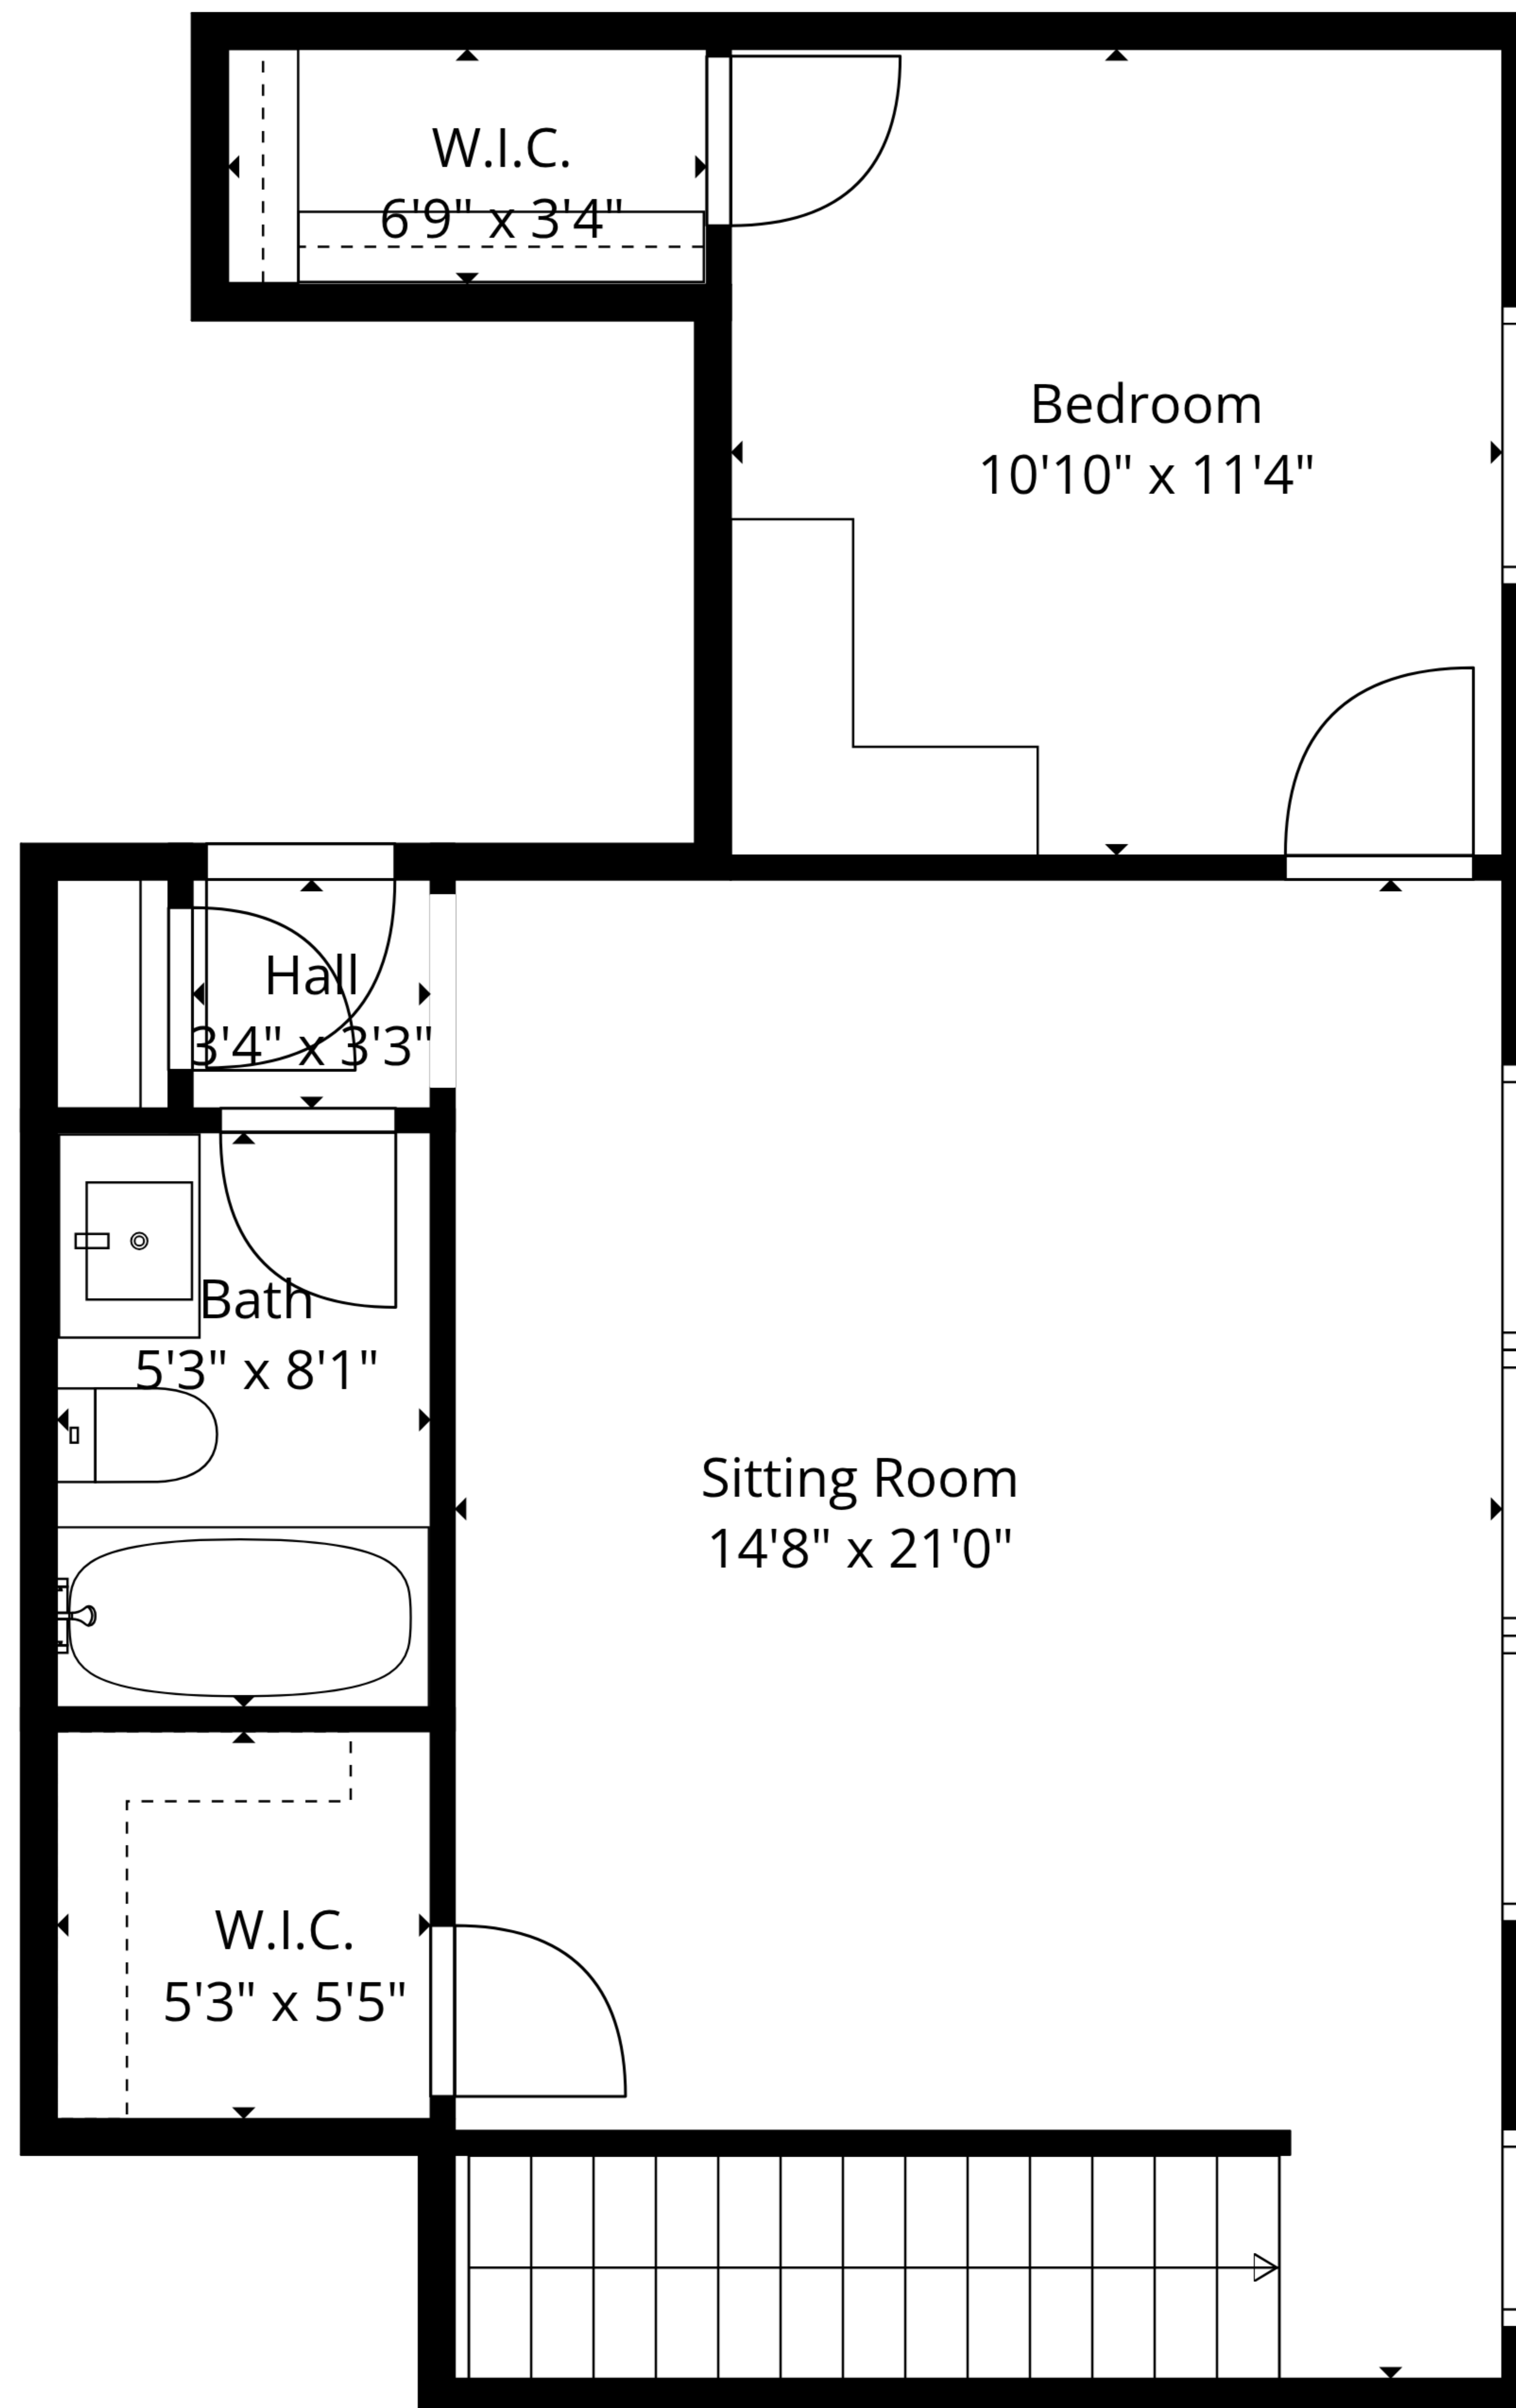 W.I.C.
6'9" x 3'4"
Bedroom
10'10" x 11'4"
Hall
3'4" x 3'3"
Bath
5'3" x 8'1"
Sitting Room
14'8" x 21'0"
W.I.C.
5'3" x 5'5"